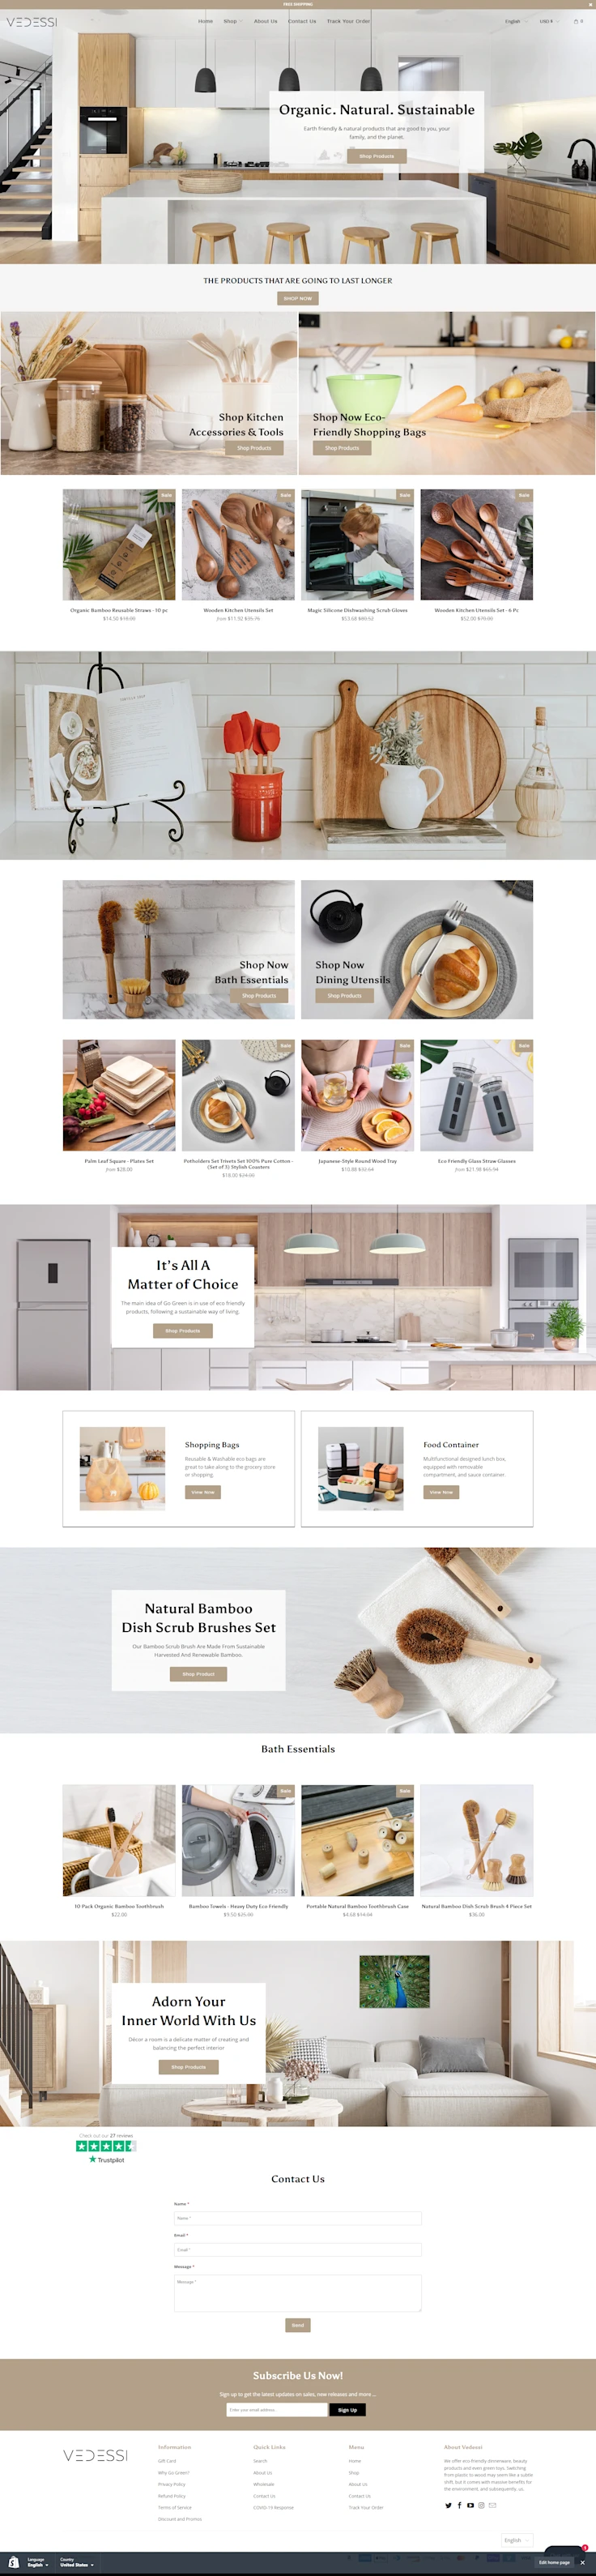 FREE SHIPPING
VEDESSI
Home Shop About Us Contact Us Track Your Order
English USD $ 0
Organic. Natural. Sustainable
Earth friendly & natural products that are good to you, your
family, and the planet.
Shop Products
THE PRODUCTS THAT ARE GOING TO LAST LONGER
SHOP NOW
Shop Kitchen
Accessories & Tools
Shop Products
Shop Now Eco-
Friendly Shopping Bags
Shop Products
Sale Sale Sale Sale
Organic Bamboo Reusable Straws - 10 pc
$14.58
Wooden Kitchen Utensils Set
from $11.92
Magic Silicone Dishwashing Scrub Gloves
$53.68
Wooden Kitchen Utensils Set - 6 Pc
$52.00
Shop Now
Bath Essentials
Shop Products
Shop Now
Dining Utensils
Shop Products
Sale Sale Sale
Palm Leaf Square - Plates Set
from $28.00
Potholders Set Trivets Set 100% Pure Cotton -
(Set of 3) Stylish Coasters
$18.00 $24.00
Japanese-Style Round Wood Tray
$10.88
Eco Friendly Glass Straw Glasses
from $21.98
It's All A
Matter of Choice
The main idea of Go Green is in use of eco friendly
products, following a sustainable way of living.
Shop Products
Shopping Bags
Reusable & Washable eco bags are
great to take along to the grocery store
or shopping.
View Now
Food Container
Multifunctional designed lunch box,
equipped with removable
compartment, and sauce container.
View Now
Natural Bamboo
Dish Scrub Brushes Set
Our Bamboo Scrub Brush Are Made From Sustainable
Harvested And Renewable Bamboo.
Shop Product
Bath Essentials
Sale Sale
10 Pack Organic Bamboo Toothbrush
$22.00
Bamboo Towels - Heavy Duty Eco Friendly
$9.50
Portable Natural Bamboo Toothbrush Case
$4.68
Natural Bamboo Dish Scrub Brush 4 Piece Set
$36.00
Adorn Your
Inner World With Us
Décor a room is a delicate matter of creating and
balancing the perfect interior
Shop Products
Check out our 27 reviews
Trustpilot
Contact Us
Name *
Name *
Email *
Email *
Message *
Message *
Send
Subscribe Us Now!
Sign up to get the latest updates on sales, new releases and more ...
Enter your email address...
Sign Up
VEDESSI
Information
Gift Card
Why Go Green?
Privacy Policy
Refund Policy
Terms of Service
Discount and Promos
Quick Links
Search
About Us
Wholesale
Contact Us
COVID-19 Response
Menu
Home
Shop
About Us
Contact Us
Track Your Order
About Vedessi
We offer eco friendly dinnerware, beauty
products and even green toys. Switching
from plastic to wood may seem like a subtle
shift, but it comes with massive benefits for
the environment, and subsequently, us.
English
Language
English
Country
United States
Edit home page